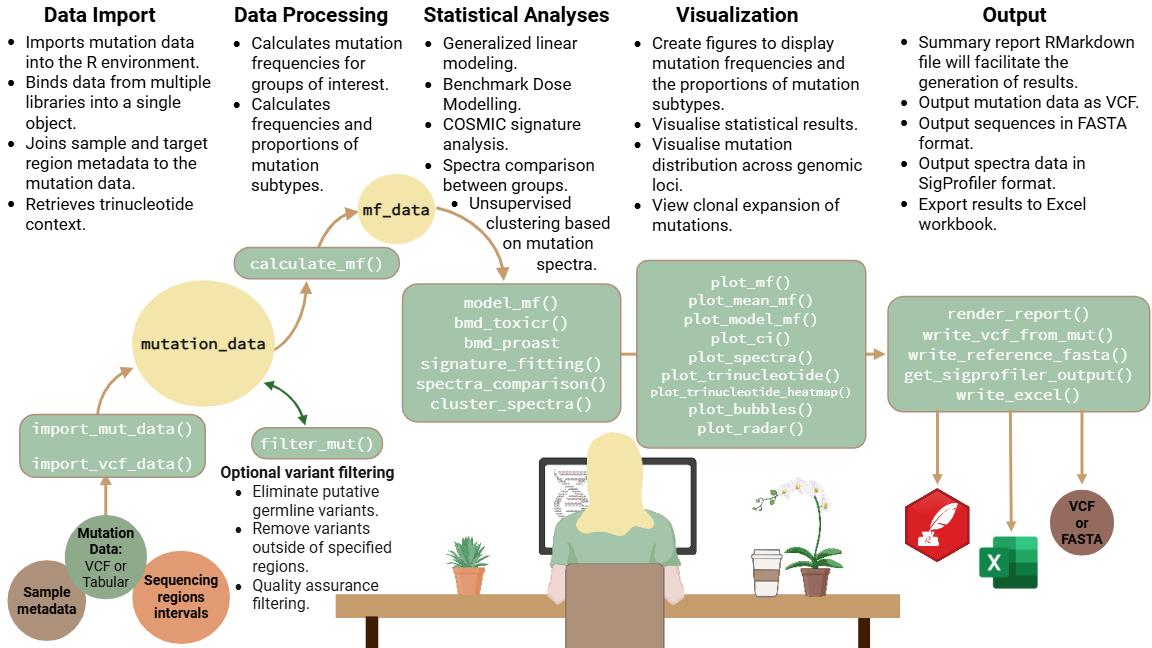 Data Import
• Imports mutation data
into the R environment.
• Binds data from multiple
libraries into a single
object.
• Joins sample and target
region metadata to the
mutation data.
• Retrieves trinucleotide
context.
Data Processing
• Calculates mutation
frequencies for
groups of interest.
• Calculates
frequencies and
proportions of
mutation
subtypes.
Statistical Analyses
• Generalized linear
modeling.
• Benchmark Dose
Modelling.
• COSMIC signature
analysis.
• Spectra comparison
between groups.
• Unsupervised
clustering based
on mutation
spectra.
Visualization
• Create figures to display
mutation frequencies and
the proportions of mutation
subtypes.
• Visualise statistical results.
• Visualise mutation
distribution across genomic
loci.
• View clonal expansion of
mutations.
Output
• Summary report RMarkdown
file will facilitate the
generation of results.
• Output mutation data as VCF.
• Output sequences in FASTA
format.
• Output spectra data in
SigProfiler format.
• Export results to Excel
workbook.
mf_data
calculate_mf()
mutation_data
import_mut_data()
import_vcf_data()
filter_mut()
Optional variant filtering
• Eliminate putative
germline variants.
• Remove variants
outside of specified
regions.
• Quality assurance
filtering.
Mutation
Data:
VCF or
Tabular
Sample
metadata
Sequencing
regions
intervals
model_mf()
bmd_toxicr()
bmd_proast
signature_fitting()
spectra_comparison()
cluster_spectra()
plot_mf()
plot_mean_mf()
plot_model_mf()
plot_ci()
plot_spectra()
plot_trinucleotide()
plot_trinucleotide_heatmap()
plot_bubbles()
plot_radar()
render_report()
write_vcf_from_mut()
write_reference_fasta()
get_sigprofiler_output()
write_excel()
R
X
VCF
or
FASTA